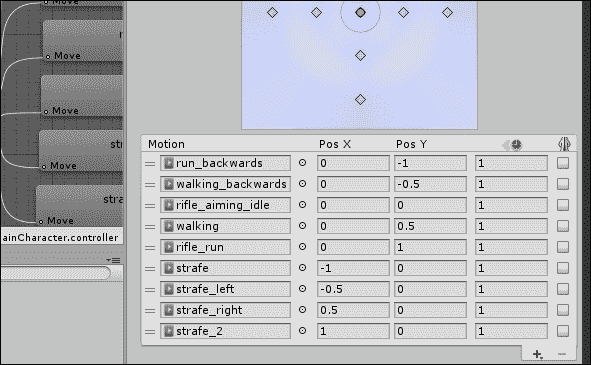 r
Move
Move
Move
str
Move
stra
Move
ainCharacter.controller
Motion Pos X Pos Y
run_backwards 0 -1 1
walking_backwards 0 -0.5 1
rifle_aiming_idle 0 0 1
walking 0 0.5 1
rifle_run 0 1 1
strafe -1 0 1
strafe_left -0.5 0 1
strafe_right 0.5 0 1
strafe_2 1 0 1